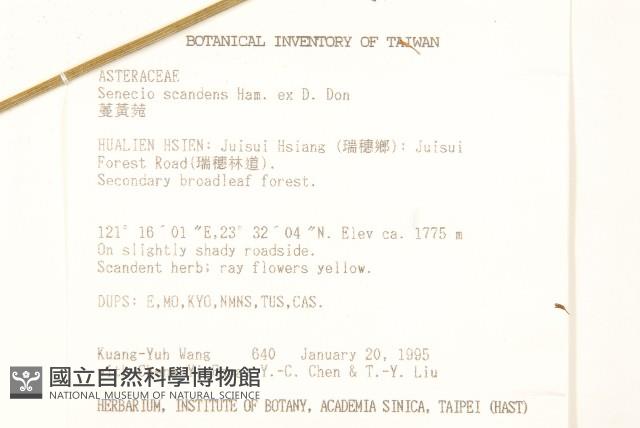 BOTANICAL INVENTORY OF TAIWAN
ASTERACEAE
Senecio scandens Ham. ex D. Don
蔓黃菀
HUALIEN HSIEN: Juisui Hsiang (瑞穗鄉): Juisui
Forest Road(瑞穗林道).
Secondary broadleaf forest.
121° 16´01 ˝E,23° 32´04 ˝N. Elev ca. 1775 m
On slightly shady roadside.
Scandent herb; ray flowers yellow.
DUPS: E,MO,KYO,NMNS,TUS,CAS.
Kuang-Yuh Wang 640 January 20, 1995
Y.-C. Chen & T.-Y. Liu
國立自然科學博物館
NATIONAL MUSEUM OF NATURAL SCIENCE
HERBARIUM, INSTITUTE OF BOTANY, ACADEMIA SINICA, TAIPEI (HAST)